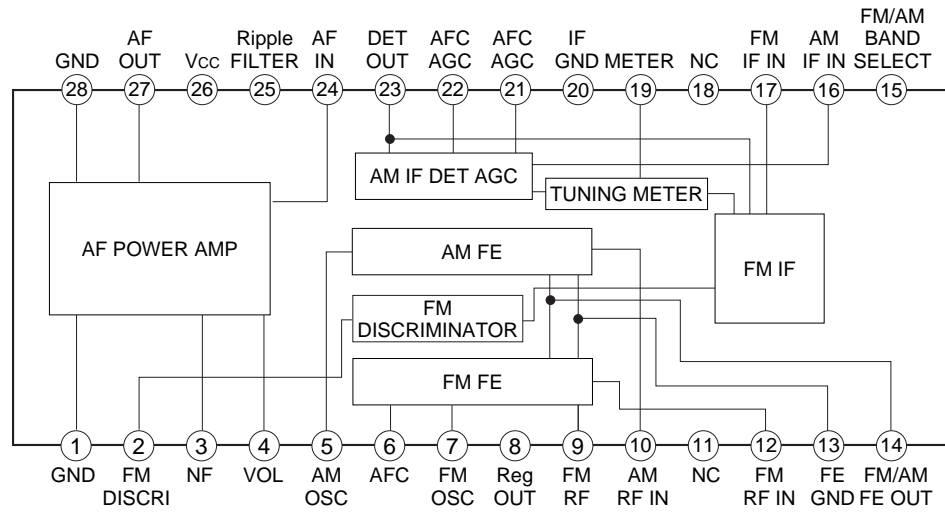 GND
AF
OUT
Vcc
Ripple
FILTER
AF
IN
DET
OUT
AFC
AGC
AFC
AGC
IF
GND
METER
NC
FM
IF IN
AM
IF IN
FM/AM
BAND
SELECT
28
27
26
25
24
23
22
21
20
19
18
17
16
15
AM IF DET AGC
TUNING METER
AF POWER AMP
AM FE
FM IF
FM
DISCRIMINATOR
FM FE
1
2
3
4
5
6
7
8
9
10
11
12
13
14
GND
FM
DISCRI
NF
VOL
AM
OSC
AFC
FM
OSC
Reg
OUT
FM
RF
AM
RF IN
NC
FM
RF IN
FE
GND
FM/AM
FE OUT